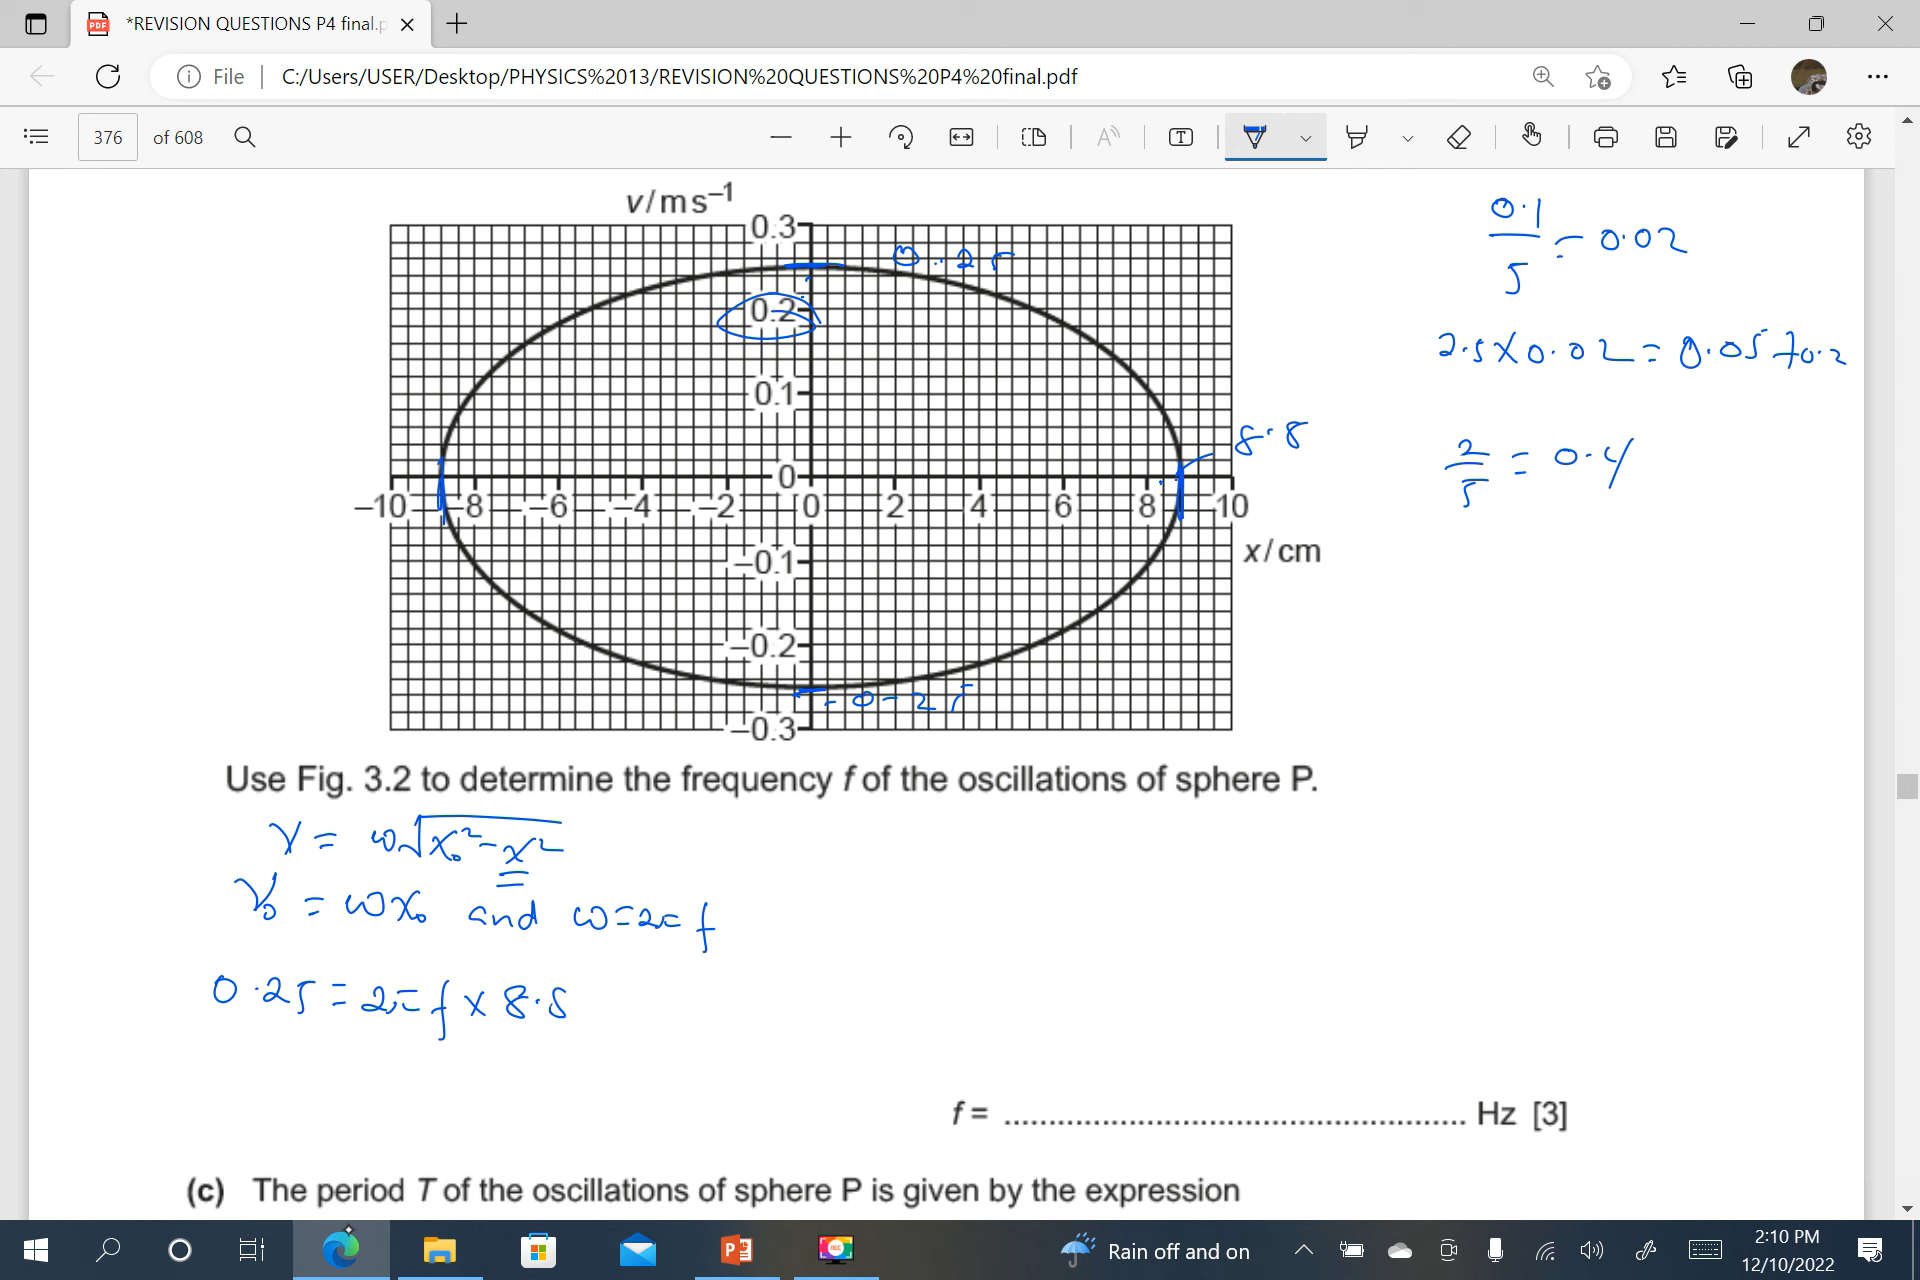 *REVISION QUESTIONS P4 final.p
File
C:/Users/USER/Desktop/PHYSICS%2013/REVISION%20QUESTIONS%20P4%20final.pdf
376 of 608
v/ms⁻¹
0.3
0.25
0.2
0.1
0
–10 –8 –6 –4 –2 0 2 4 6 8 10
x/cm
8.8
–0.1
–0.2
-0-25
–0.3
0.1/5 = 0.02
2.5×0.02 = 0.05+0.2
2/5 = 0.4
Use Fig. 3.2 to determine the frequency f of the oscillations of sphere P.
v = ω√x₀²-x²
v₀ = ωx₀ and ω=2π f
0.25 = 2π f × 8.8
f = .................................................. Hz [3]
(c) The period T of the oscillations of sphere P is given by the expression
Rain off and on
2:10 PM
12/10/2022